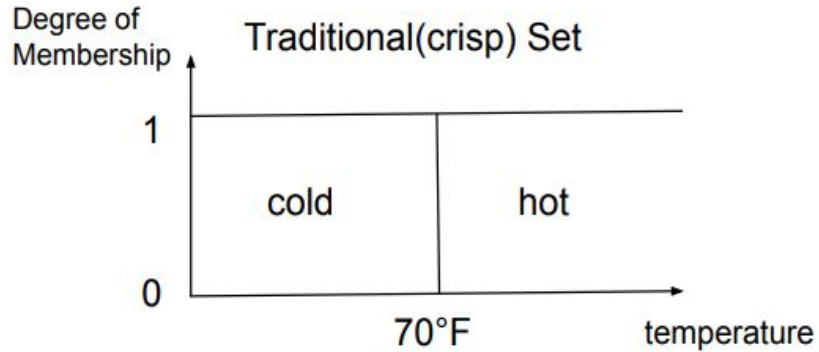 Degree of
Membership
Traditional(crisp) Set
1
cold
hot
0
70°F
temperature